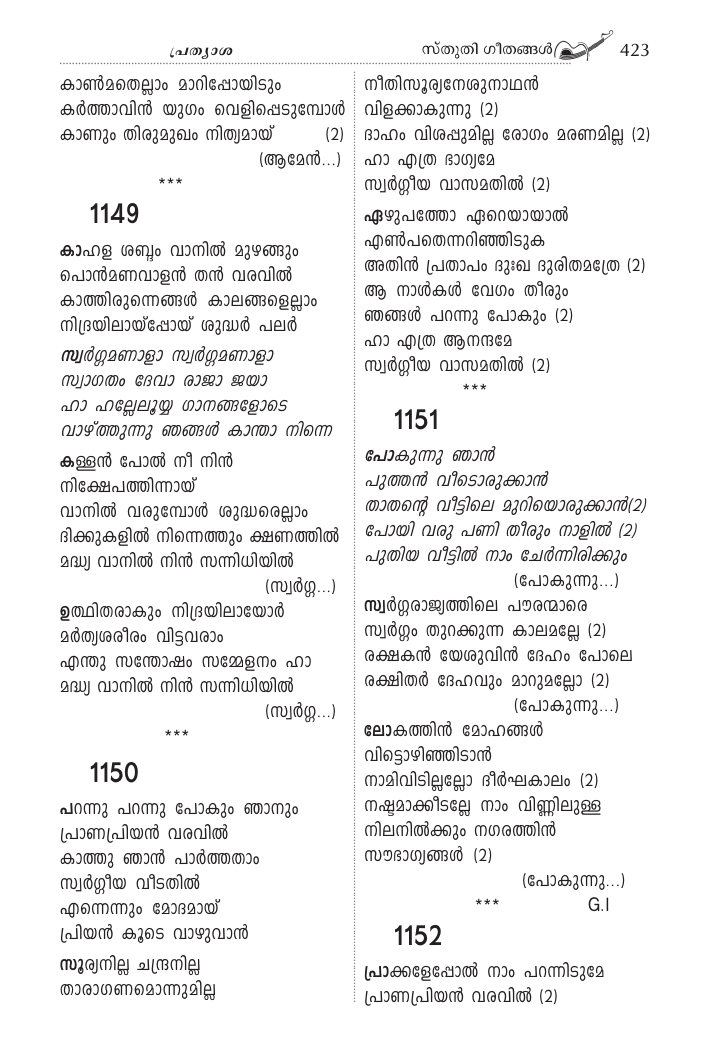 പ്രത്യാശ
സ്തുതി ഗീതങ്ങൾ 423
കാൺമതെല്ലാം മാറിപ്പോയിടും
കർത്താവിൻ യുഗം വെളിപ്പെടുമ്പോൾ
കാണും തിരുമുഖം നിത്യമായ് (2)
(ആമേൻ...)
***
1149
കാഹള ശബ്ദം വാനിൽ മുഴങ്ങും
പൊൻമണവാളൻ തൻ വരവിൽ
കാത്തിരുന്നെങ്ങൾ കാലങ്ങളെല്ലാം
നിദ്രയിലായ്പ്പോയ് ശുദ്ധർ പലർ
സ്വർഗ്ഗമണാളാ സ്വർഗ്ഗമണാളാ
സ്വാഗതം ദേവാ രാജാ ജയാ
ഹാ ഹല്ലേലൂയ്യ ഗാനങ്ങളോടെ
വാഴ്ത്തുന്നു ഞങ്ങൾ കാന്താ നിന്നെ
കള്ളൻ പോൽ നീ നിൻ
നിക്ഷേപത്തിന്നായ്
വാനിൽ വരുമ്പോൾ ശുദ്ധരെല്ലാം
ദിക്കുകളിൽ നിന്നെത്തും ക്ഷണത്തിൽ
മദ്ധ്യ വാനിൽ നിൻ സന്നിധിയിൽ
(സ്വർഗ്ഗ...)
ഉത്ഥിതരാകും നിദ്രയിലായോർ
മർത്യശരീരം വിട്ടവരാം
എന്തു സന്തോഷം സമ്മേളനം ഹാ
മദ്ധ്യ വാനിൽ നിൻ സന്നിധിയിൽ
(സ്വർഗ്ഗ...)
***
1150
പറന്നു പറന്നു പോകും ഞാനും
പ്രാണപ്രിയൻ വരവിൽ
കാത്തു ഞാൻ പാർത്തതാം
സ്വർഗ്ഗീയ വീടതിൽ
എന്നെന്നും മോദമായ്
പ്രിയൻ കൂടെ വാഴുവാൻ
സൂര്യനില്ല ചന്ദ്രനില്ല
താരാഗണമൊന്നുമില്ല
നീതിസൂര്യനേശുനാഥൻ
വിളക്കാകുന്നു (2)
ദാഹം വിശപ്പുമില്ല രോഗം മരണമില്ല (2)
ഹാ എത്ര ഭാഗ്യമേ
സ്വർഗ്ഗീയ വാസമതിൽ (2)
ഏഴുപത്തോ ഏറെയായാൽ
എൺപതെന്നറിഞ്ഞിടുക
അതിൻ പ്രതാപം ദുഃഖ ദുരിതമത്രേ (2)
ആ നാൾകൾ വേഗം തീരും
ഞങ്ങൾ പറന്നു പോകും (2)
ഹാ എത്ര ആനന്ദമേ
സ്വർഗ്ഗീയ വാസമതിൽ (2)
***
1151
പോകുന്നു ഞാൻ
പുത്തൻ വീടൊരുക്കാൻ
താതന്റെ വീട്ടിലെ മുറിയൊരുക്കാൻ(2)
പോയി വരു പണി തീരും നാളിൽ (2)
പുതിയ വീട്ടിൽ നാം ചേർന്നിരിക്കും
(പോകുന്നു...)
സ്വർഗ്ഗരാജ്യത്തിലെ പൗരന്മാരെ
സ്വർഗ്ഗം തുറക്കുന്ന കാലമല്ലേ (2)
രക്ഷകൻ യേശുവിൻ ദേഹം പോലെ
രക്ഷിതർ ദേഹവും മാറുമല്ലോ (2)
(പോകുന്നു...)
ലോകത്തിൻ മോഹങ്ങൾ
വിട്ടൊഴിഞ്ഞിടാൻ
നാമിവിടില്ലല്ലോ ദീർഘകാലം (2)
നഷ്ടമാക്കീടല്ലേ നാം വിണ്ണിലുള്ള
നിലനിൽക്കും നഗരത്തിൻ
സൗഭാഗ്യങ്ങൾ (2)
(പോകുന്നു...)
*** G.I
1152
പ്രാക്കളേപ്പോൽ നാം പറന്നിടുമേ
പ്രാണപ്രിയൻ വരവിൽ (2)